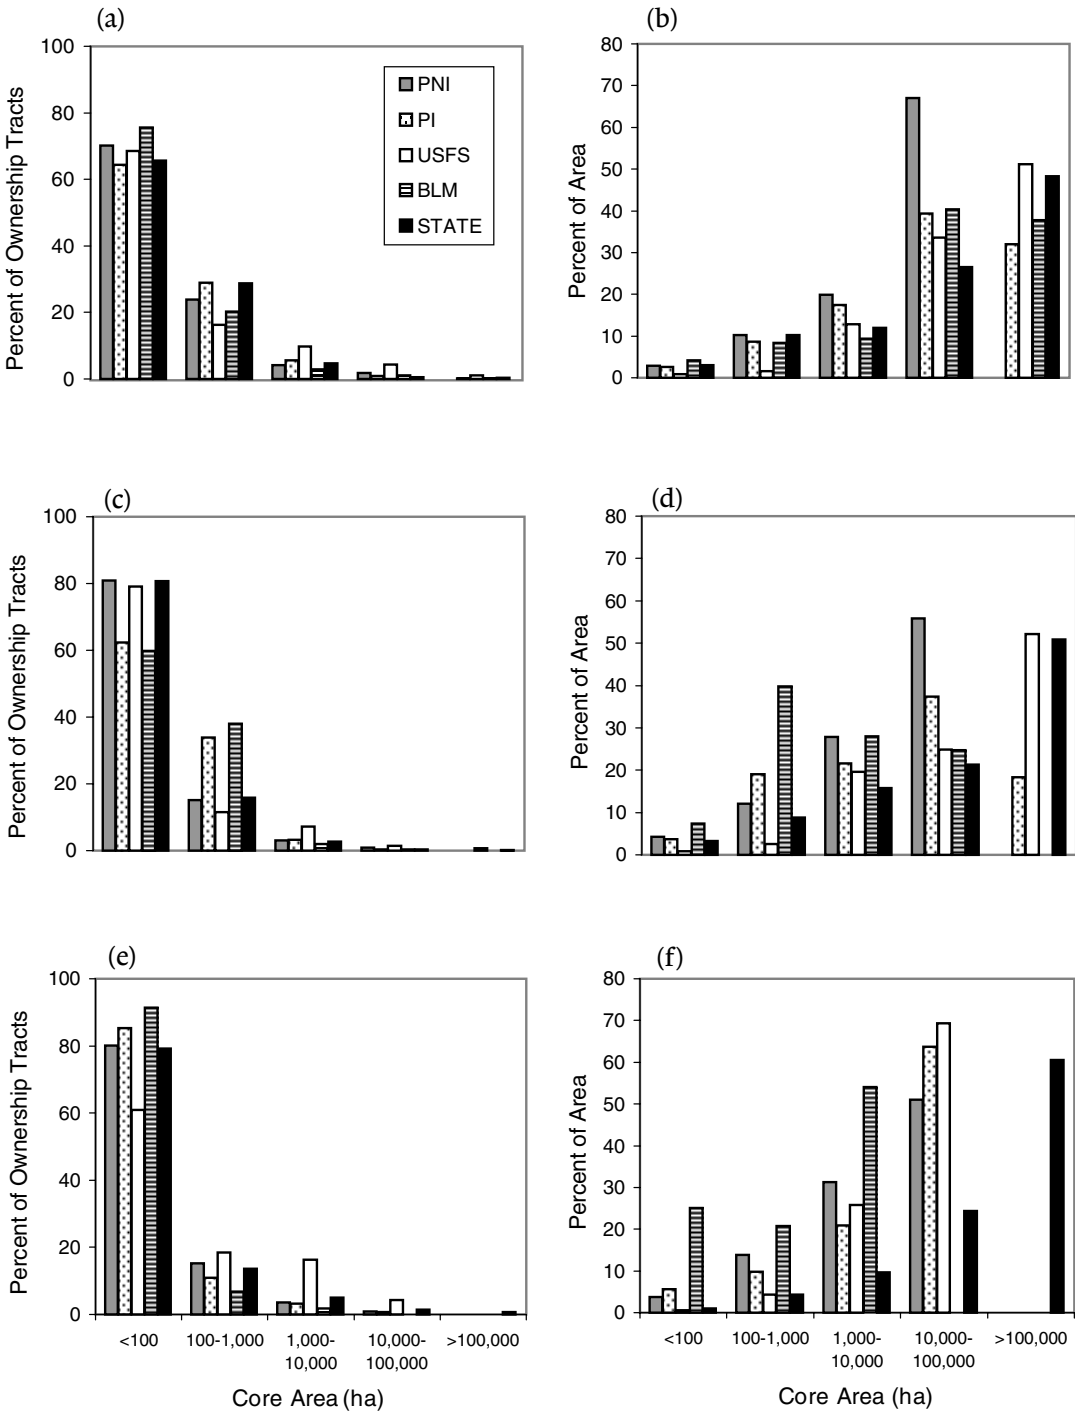 (a)
100
80
60
40
20
0
Percent of Ownership Tracts
PNI
PI
USFS
BLM
STATE
(b)
80
70
60
50
40
30
20
10
0
Percent of Area
(c)
100
80
60
40
20
0
Percent of Ownership Tracts
(d)
80
70
60
50
40
30
20
10
0
Percent of Area
(e)
100
80
60
40
20
0
Percent of Ownership Tracts
<100 100-1,000 1,000- 10,000- >100,000
10,000 100,000
Core Area (ha)
(f)
80
70
60
50
40
30
20
10
0
Percent of Area
<100 100-1,000 1,000- 10,000- >100,000
10,000 100,000
Core Area (ha)